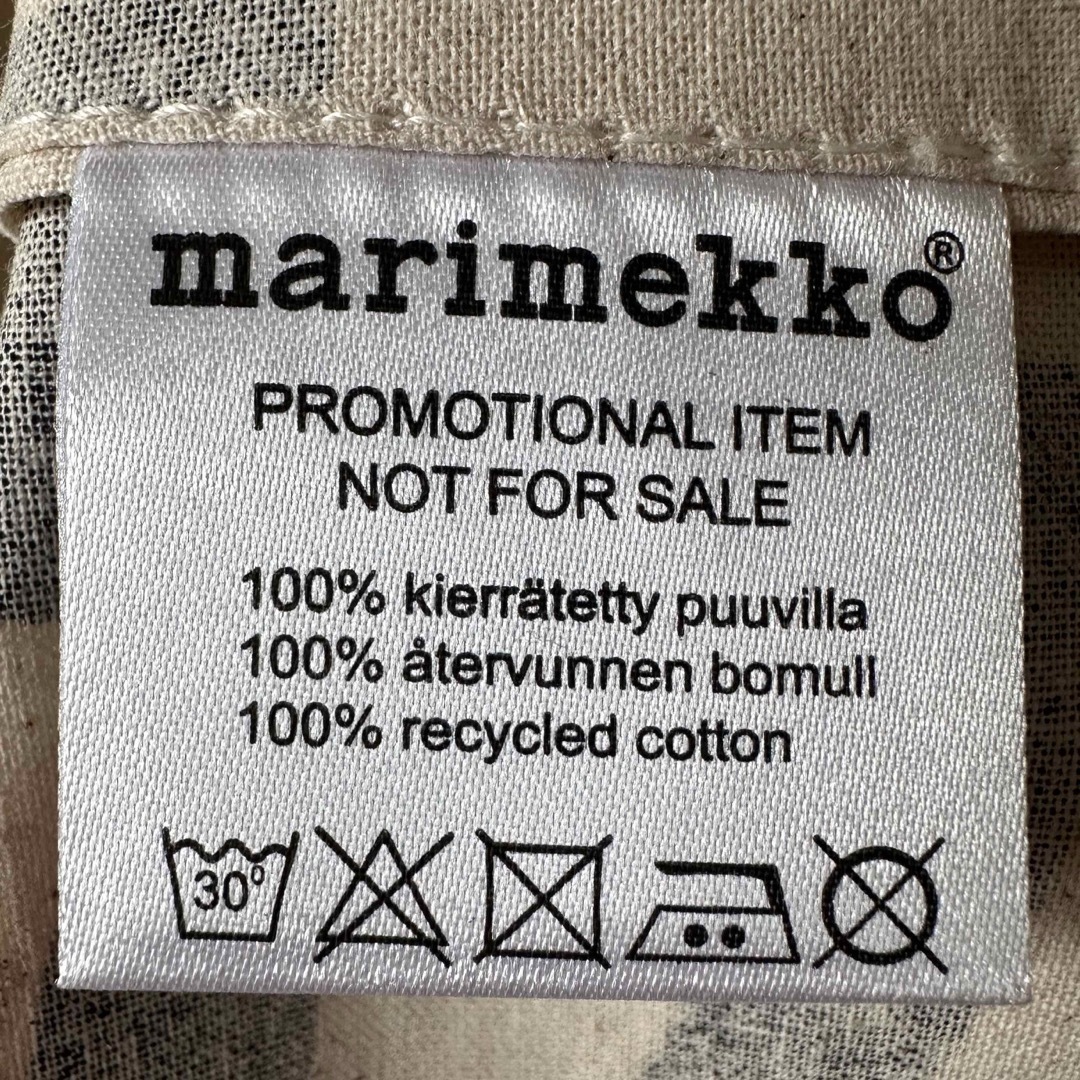 marimekko®
PROMOTIONAL ITEM
NOT FOR SALE
100% kierrätetty puuvilla
100% återvunnen bomull
100% recycled cotton
30°